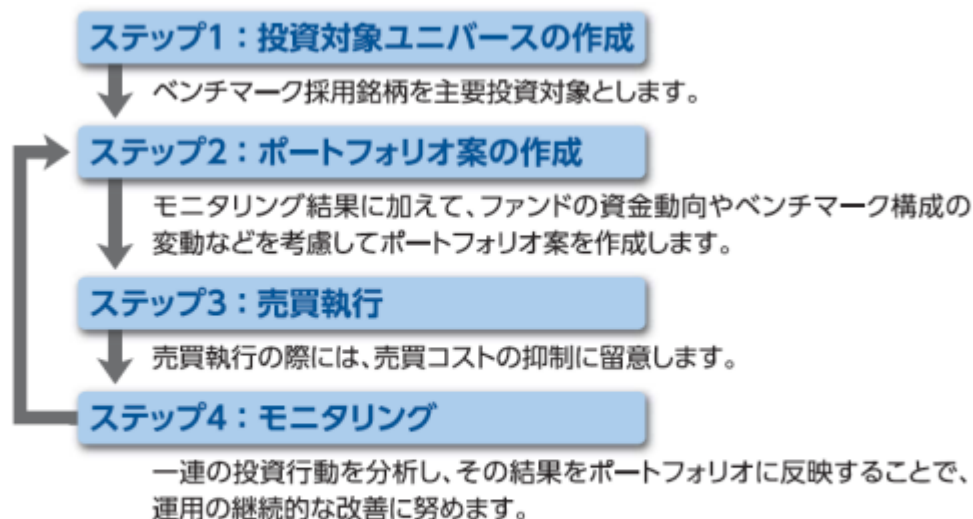 ステップ1：投資対象ユニバースの作成
ベンチマーク採用銘柄を主要投資対象とします。
ステップ2：ポートフォリオ案の作成
モニタリング結果に加えて、ファンドの資金動向やベンチマーク構成の
変動などを考慮してポートフォリオ案を作成します。
ステップ3：売買執行
売買執行の際には、売買コストの抑制に留意します。
ステップ4：モニタリング
一連の投資行動を分析し、その結果をポートフォリオに反映することで、
運用の継続的な改善に努めます。